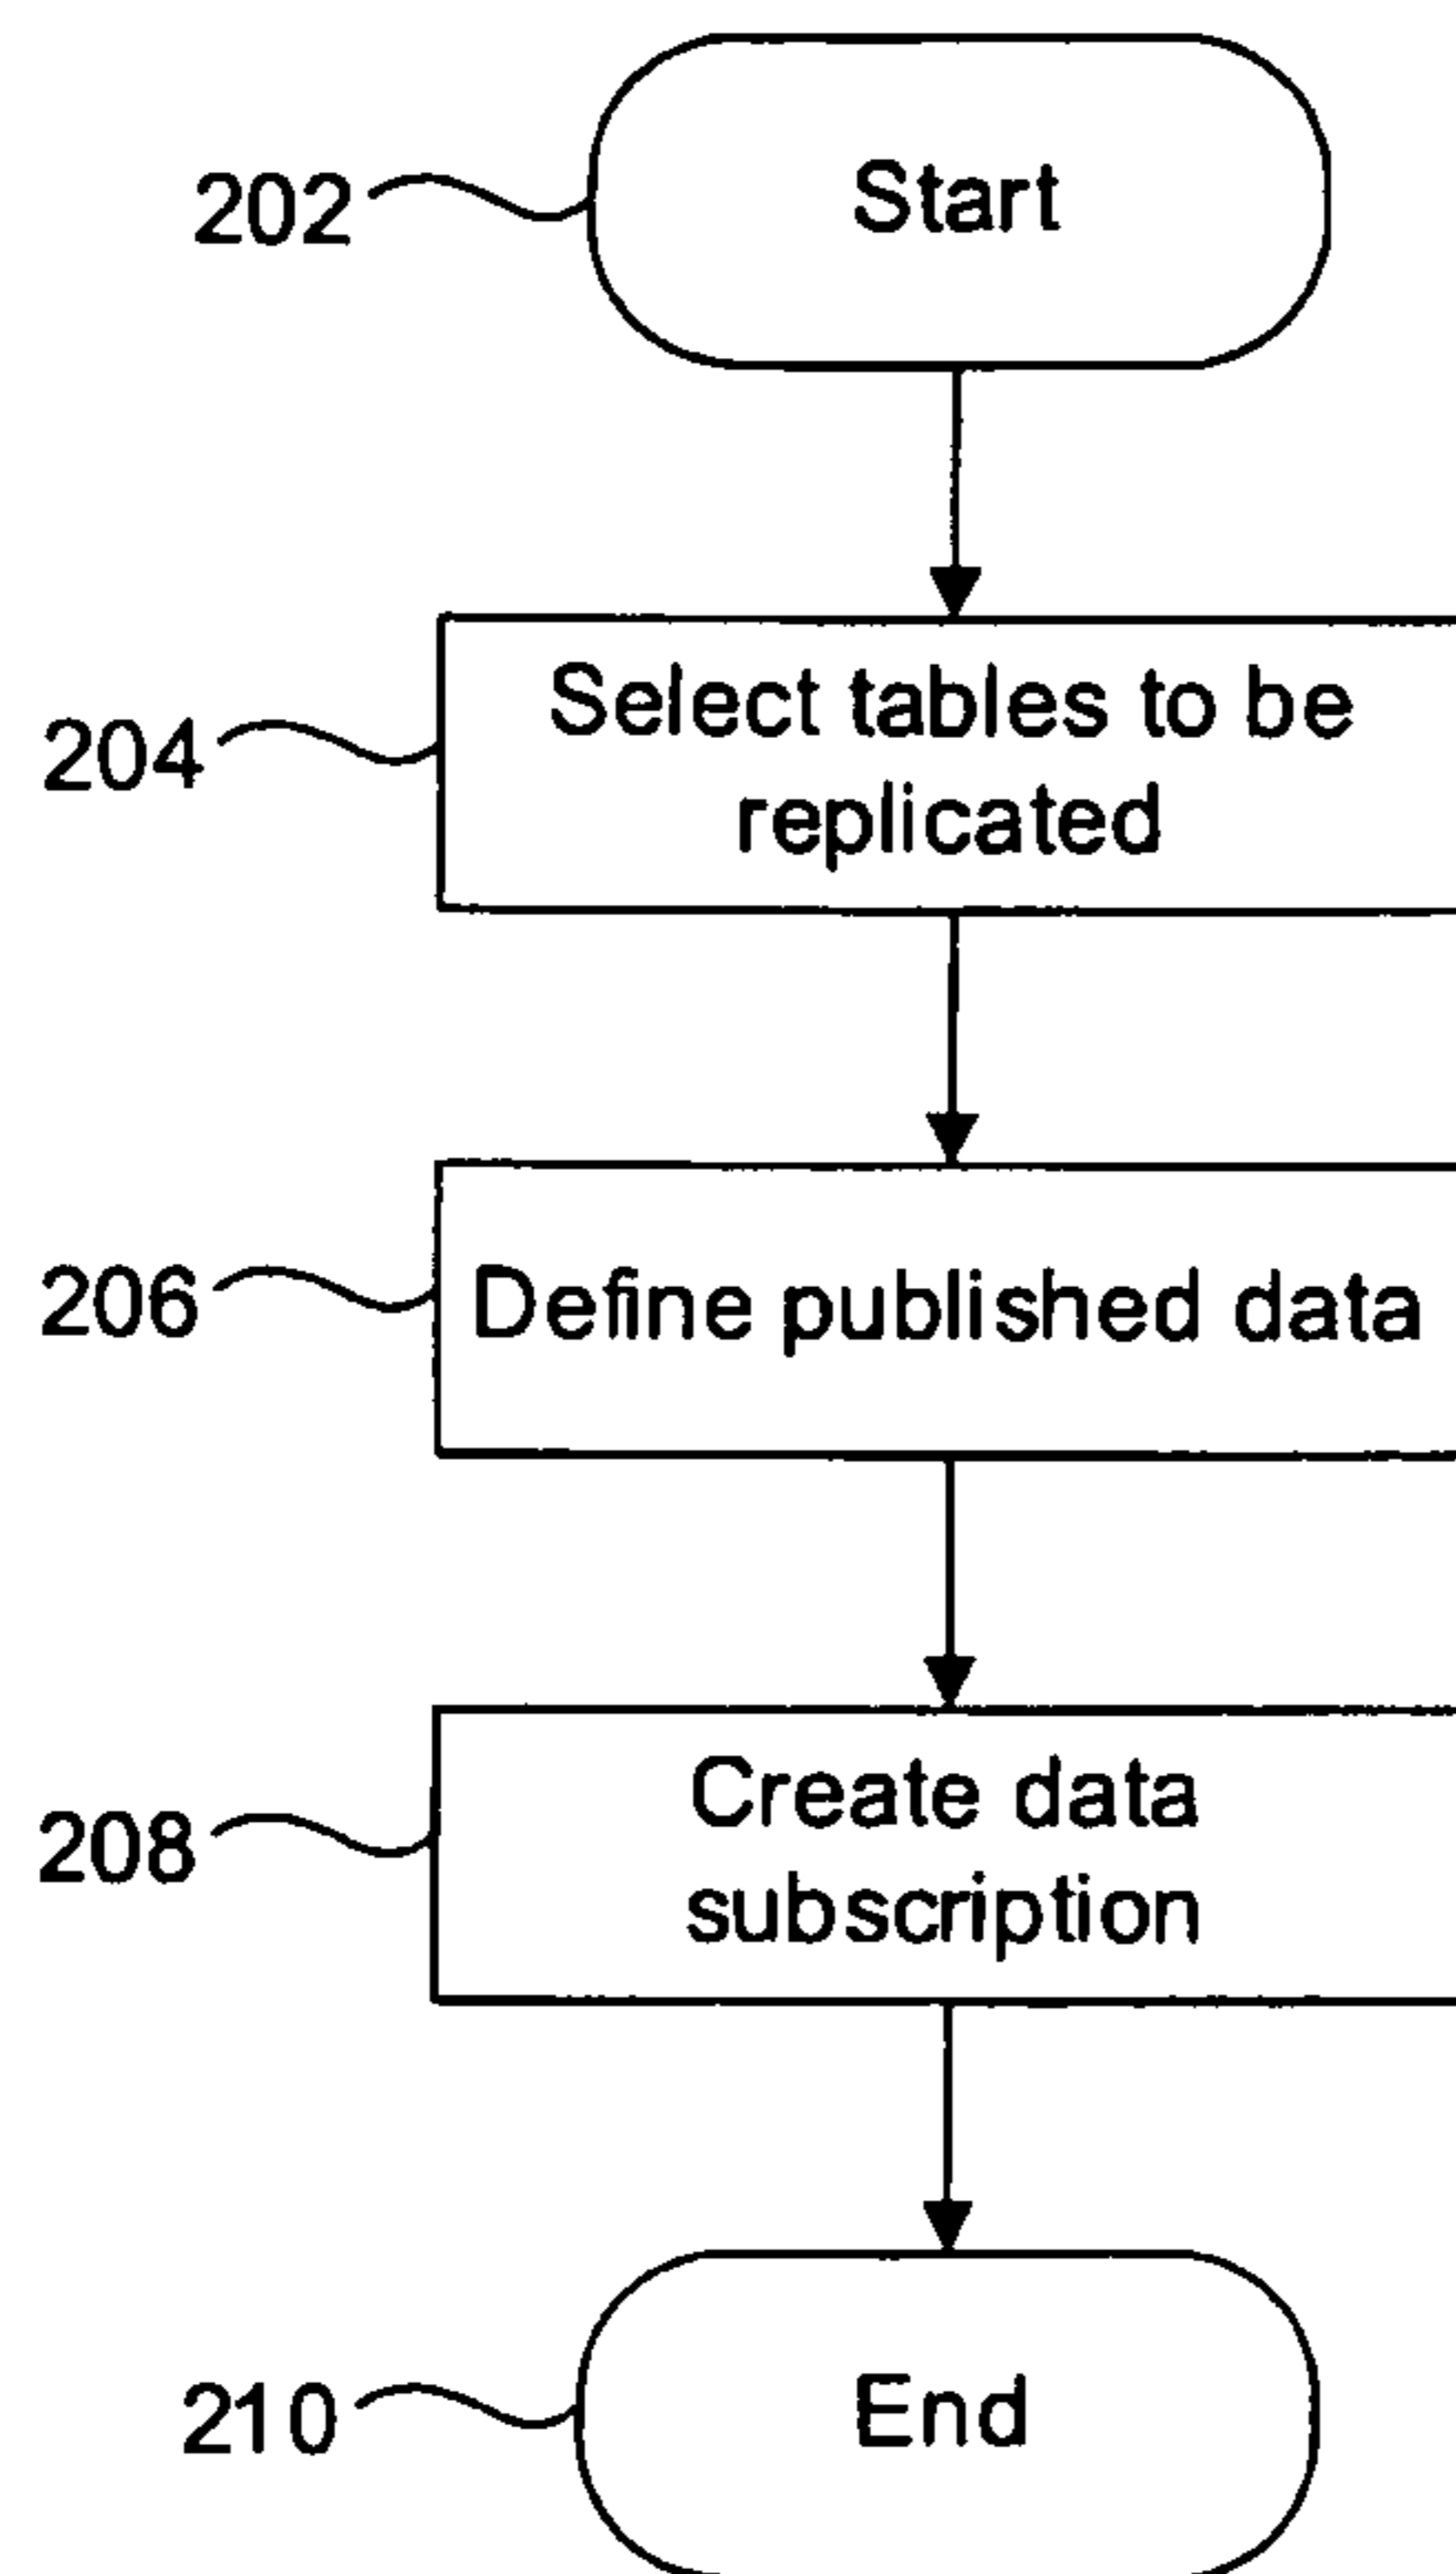 202
Start
204
Select tables to be
replicated
206
Define published data
208
Create data
subscription
210
End